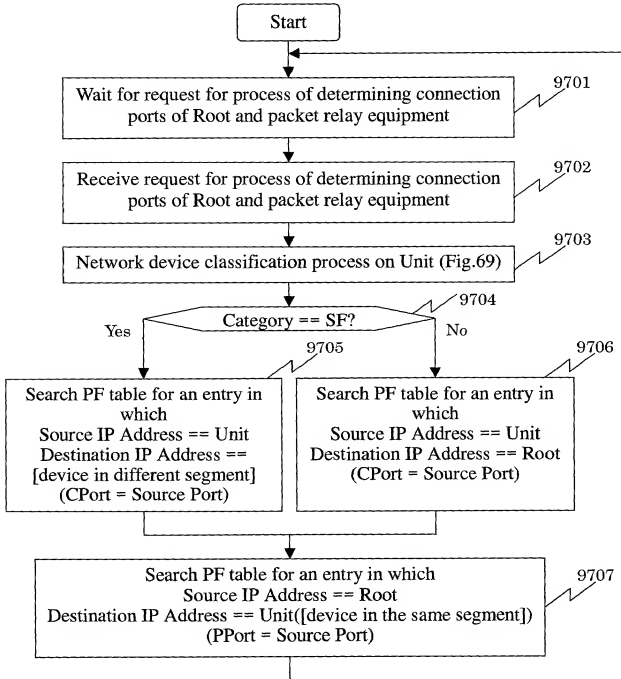 Start
Wait for request for process of determining connection
ports of Root and packet relay equipment
9701
Receive request for process of determining connection
ports of Root and packet relay equipment
9702
Network device classification process on Unit (Fig.69)
9703
Category == SF?
9704
Yes
No
9705
Search PF table for an entry in
which
Source IP Address == Unit
Destination IP Address ==
[device in different segment]
(CPort = Source Port)
9706
Search PF table for an entry in
which
Source IP Address == Unit
Destination IP Address == Root
(CPort = Source Port)
Search PF table for an entry in which
Source IP Address == Root
Destination IP Address == Unit([device in the same segment])
(PPort = Source Port)
9707